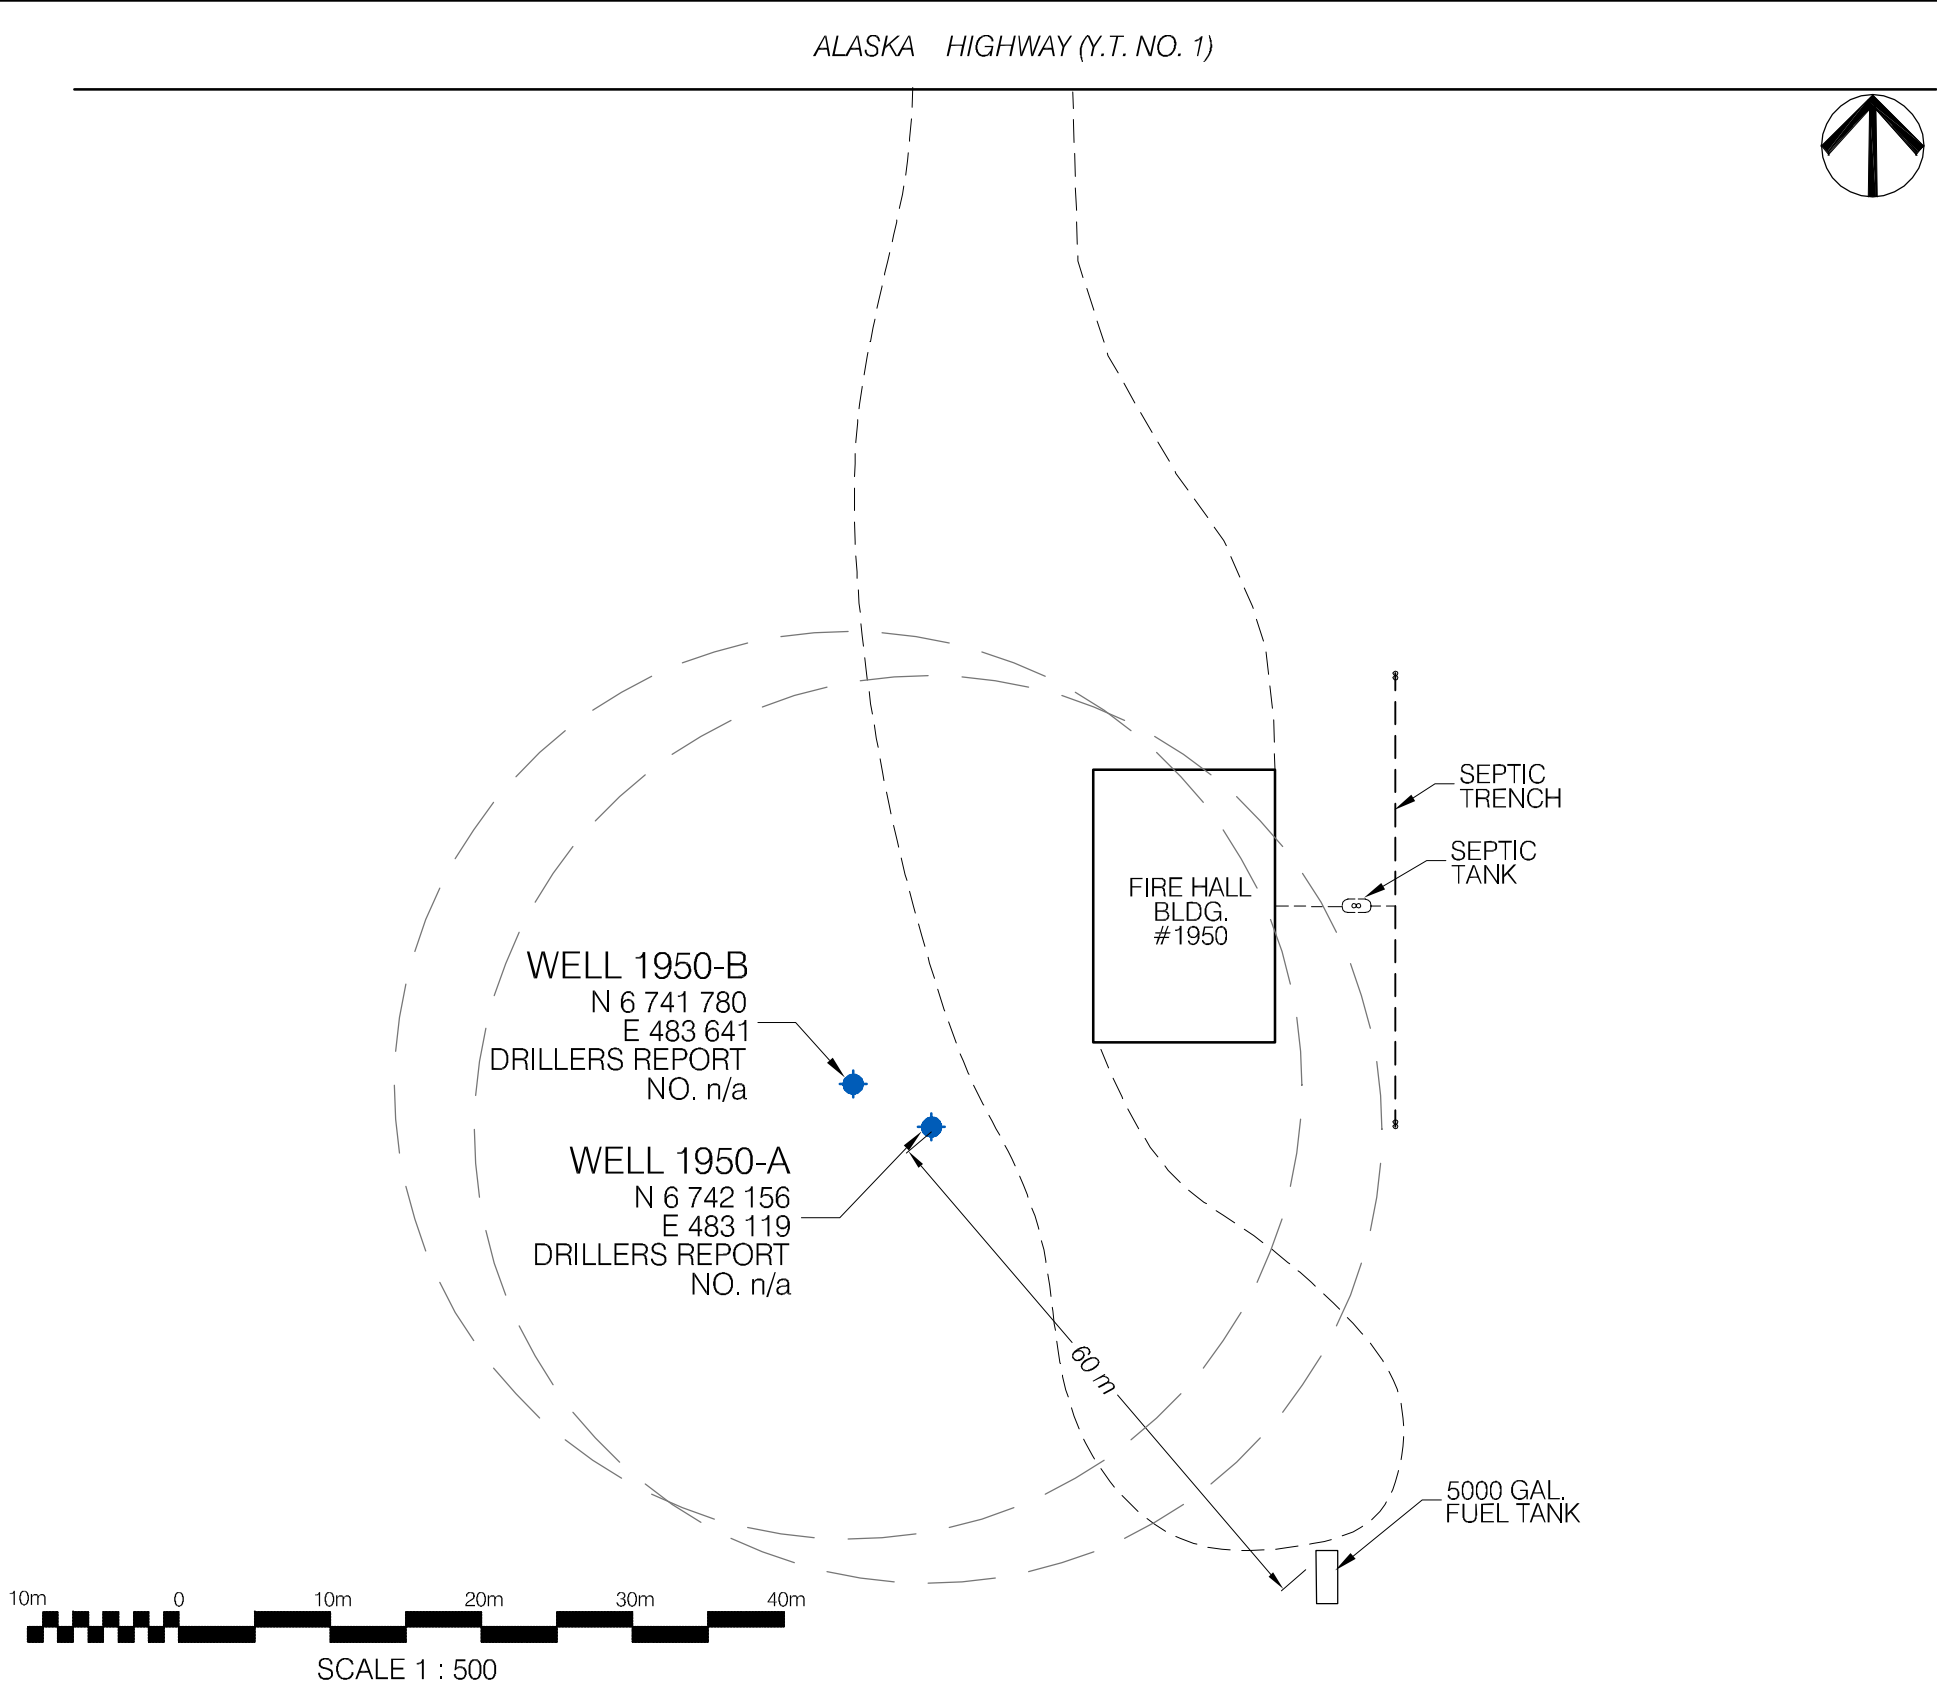 ALASKA HIGHWAY (Y.T. NO. 1)
SEPTIC
TRENCH
SEPTIC
TANK
FIRE HALL
BLDG.
#1950
WELL 1950-B
N 6 741 780
E 483 641
DRILLERS REPORT
NO. n/a
WELL 1950-A
N 6 742 156
E 483 119
DRILLERS REPORT
NO. n/a
60 m
5000 GAL.
FUEL TANK
10m 0 10m 20m 30m 40m
SCALE 1 : 500